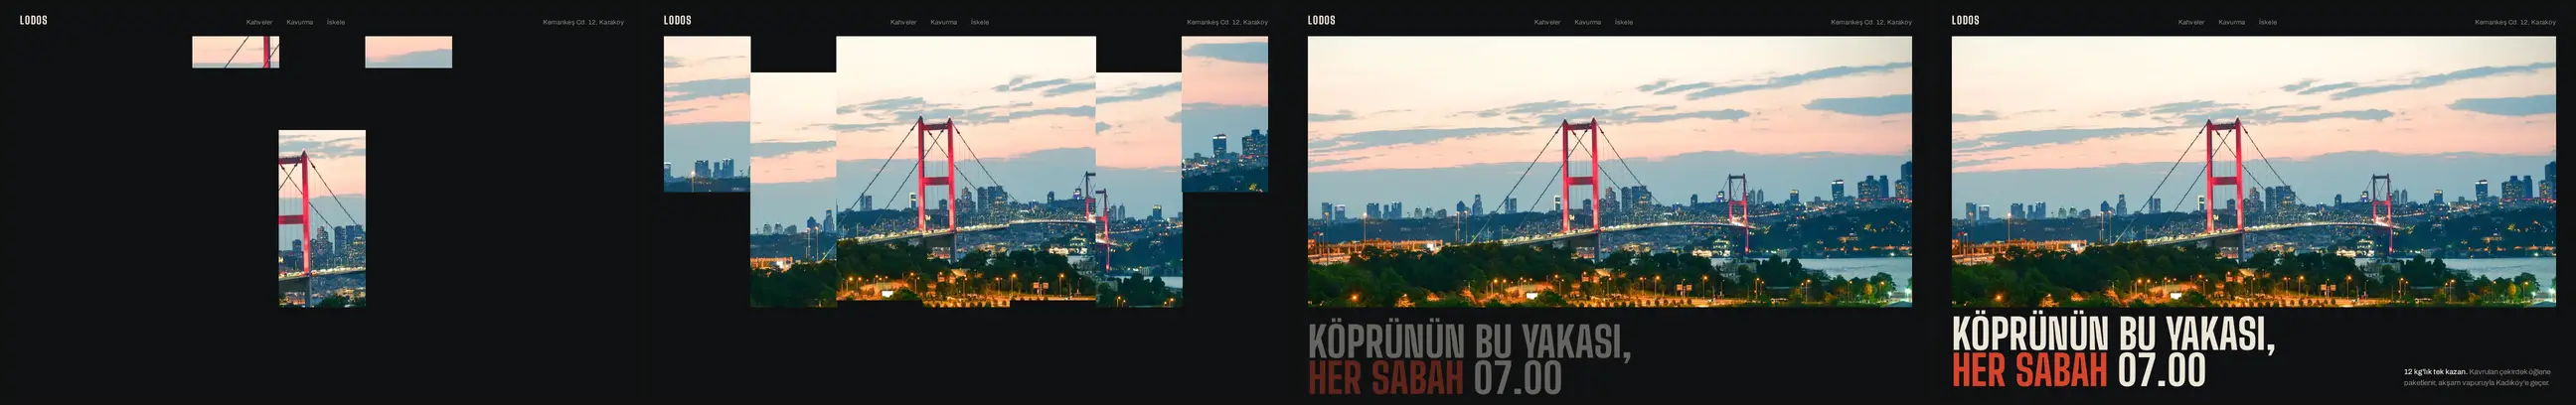 LODOS
Kahveler Kavurma İskele
Kemankeş Cd. 12, Karaköy
LODOS
Kahveler Kavurma İskele
Kemankeş Cd. 12, Karaköy
LODOS
Kahveler Kavurma İskele
Kemankeş Cd. 12, Karaköy
KÖPRÜNÜN BU YAKASI,
HER SABAH 07.00
LODOS
Kahveler Kavurma İskele
Kemankeş Cd. 12, Karaköy
KÖPRÜNÜN BU YAKASI,
HER SABAH 07.00
12 kg'lık tek kazan. Kavrulan çekirdek öğlene
paketlenir, akşam vapuruyla Kadıköy'e geçer.